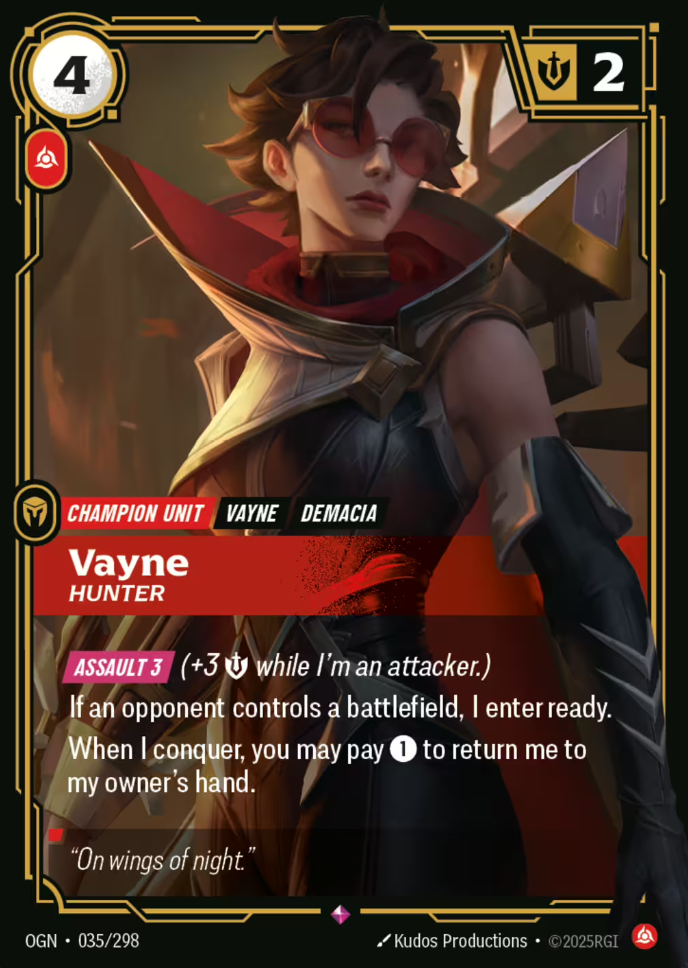 4
2
CHAMPION UNIT VAYNE DEMACIA
Vayne
HUNTER
ASSAULT 3 (+3 while I'm an attacker.)
If an opponent controls a battlefield, I enter ready.
When I conquer, you may pay 1 to return me to
my owner's hand.
"On wings of night."
OGN • 035/298 Kudos Productions • ©2025RGI